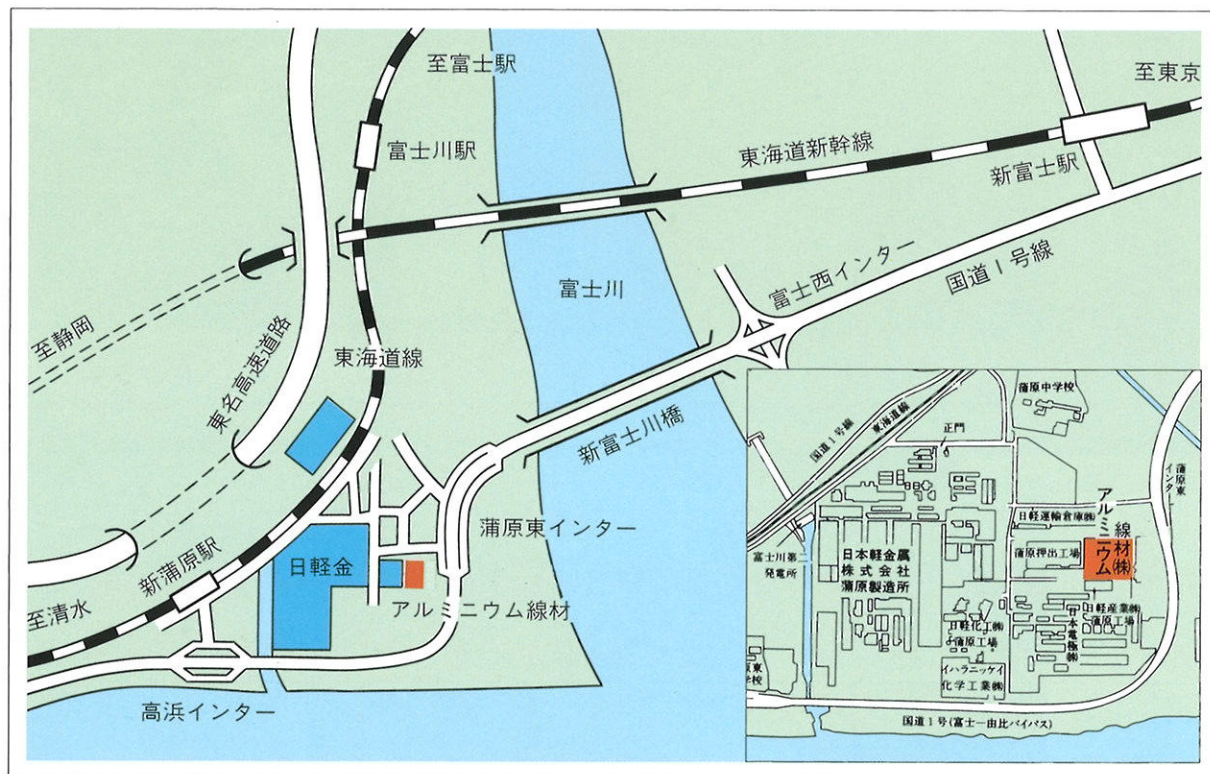 至富士駅
至東京
富士川駅
東海道新幹線
新富士駅
富士川
富士西インター
国道1号線
至静岡
東名高速道路
東海道線
新富士川橋
蒲原東インター
新蒲原駅
日軽金
アルミニウム線材
至清水
高浜インター
蒲原中学校
国道1号線
東海道線
正門
蒲原東
インター
日軽運輸倉庫㈱
アルミニウム
線材㈱
富士川第二
発電所
日本軽金属
株式会社
蒲原製造所
蒲原押出工場
日軽化工㈱
蒲原工場
日本電極㈱
日軽産業㈱
蒲原工場
イハラニッケイ
化学工業㈱
原東
学校
国道1号(富士―由比バイパス)